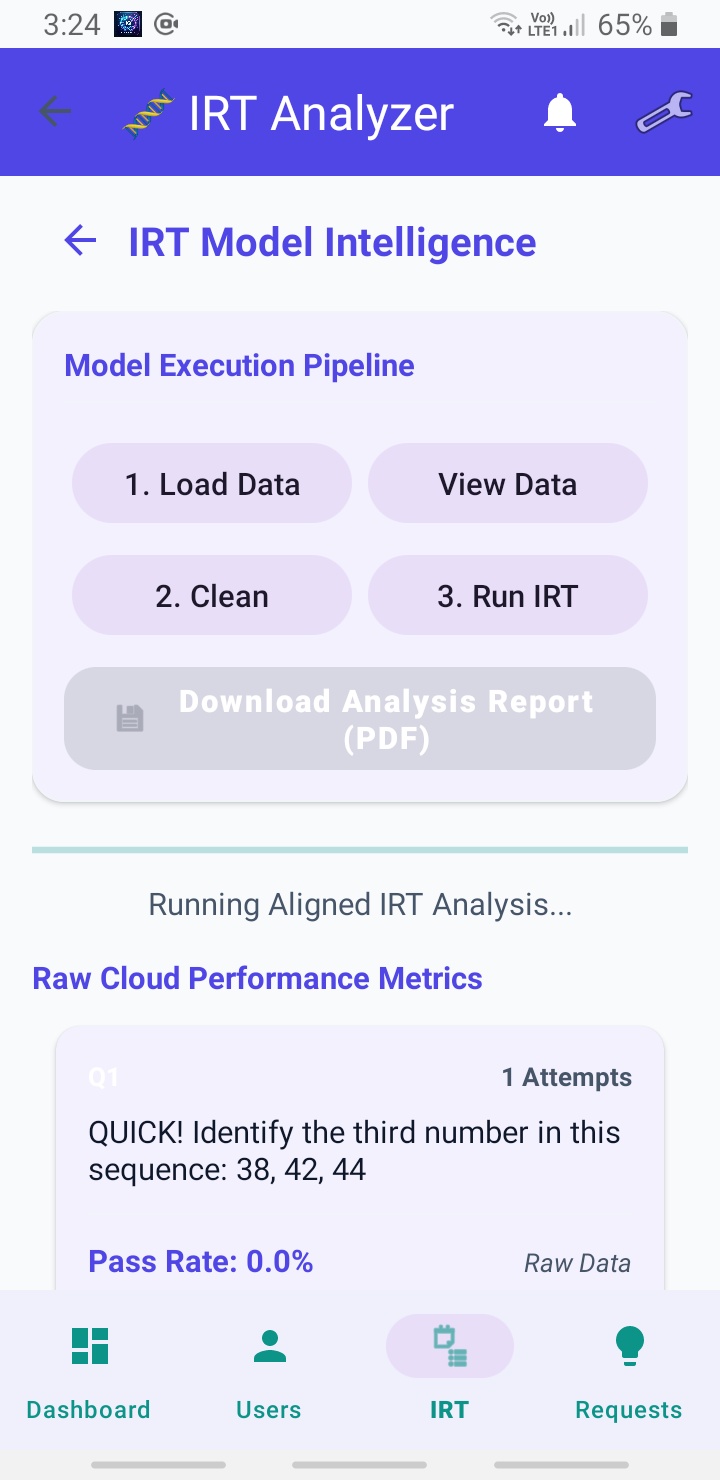 3:24 Vo)) LTE1 65%
IRT Analyzer
IRT Model Intelligence
Model Execution Pipeline
1. Load Data View Data
2. Clean 3. Run IRT
Download Analysis Report
(PDF)
Running Aligned IRT Analysis...
Raw Cloud Performance Metrics
Q1 1 Attempts
QUICK! Identify the third number in this
sequence: 38, 42, 44
Pass Rate: 0.0% Raw Data
Dashboard Users IRT Requests